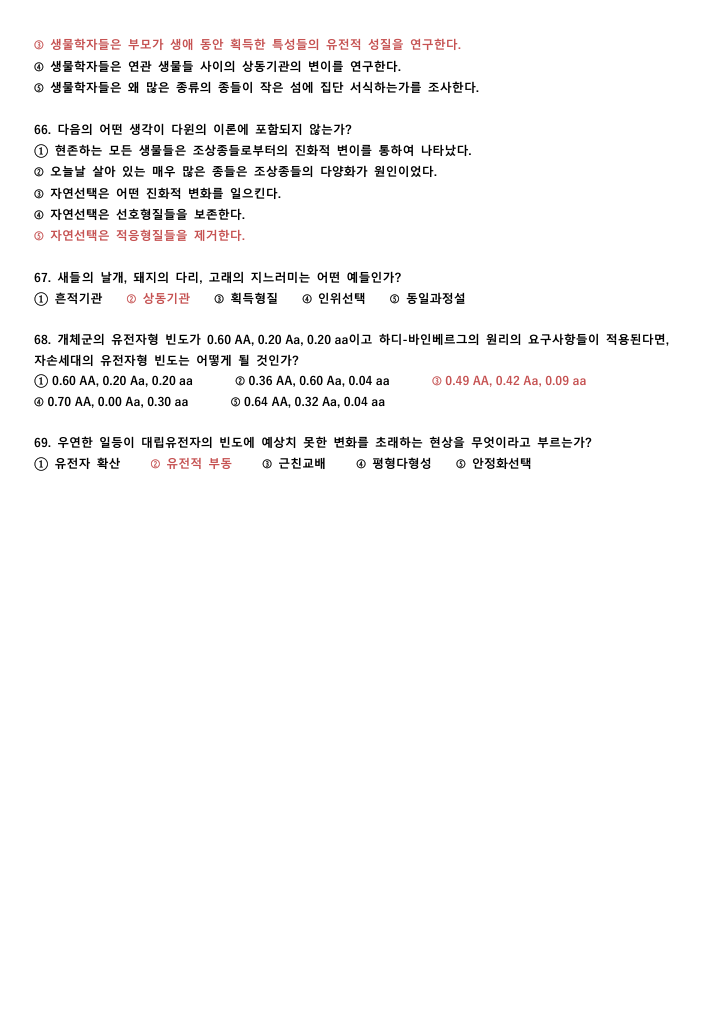 ③ 생물학자들은 부모가 생애 동안 획득한 특성들의 유전적 성질을 연구한다.
④ 생물학자들은 연관 생물들 사이의 상동기관의 변이를 연구한다.
⑤ 생물학자들은 왜 많은 종류의 종들이 작은 섬에 집단 서식하는가를 조사한다.
66. 다음의 어떤 생각이 다윈의 이론에 포함되지 않는가?
① 현존하는 모든 생물들은 조상종들로부터의 진화적 변이를 통하여 나타났다.
② 오늘날 살아 있는 매우 많은 종들은 조상종들의 다양화가 원인이었다.
③ 자연선택은 어떤 진화적 변화를 일으킨다.
④ 자연선택은 선호형질들을 보존한다.
⑤ 자연선택은 적응형질들을 제거한다.
67. 새들의 날개, 돼지의 다리, 고래의 지느러미는 어떤 예들인가?
① 흔적기관 ② 상동기관 ③ 획득형질 ④ 인위선택 ⑤ 동일과정설
68. 개체군의 유전자형 빈도가 0.60 AA, 0.20 Aa, 0.20 aa이고 하디-바인베르그의 원리의 요구사항들이 적용된다면,
자손세대의 유전자형 빈도는 어떻게 될 것인가?
① 0.60 AA, 0.20 Aa, 0.20 aa ② 0.36 AA, 0.60 Aa, 0.04 aa ③ 0.49 AA, 0.42 Aa, 0.09 aa
④ 0.70 AA, 0.00 Aa, 0.30 aa ⑤ 0.64 AA, 0.32 Aa, 0.04 aa
69. 우연한 일등이 대립유전자의 빈도에 예상치 못한 변화를 초래하는 현상을 무엇이라고 부르는가?
① 유전자 확산 ② 유전적 부동 ③ 근친교배 ④ 평형다형성 ⑤ 안정화선택